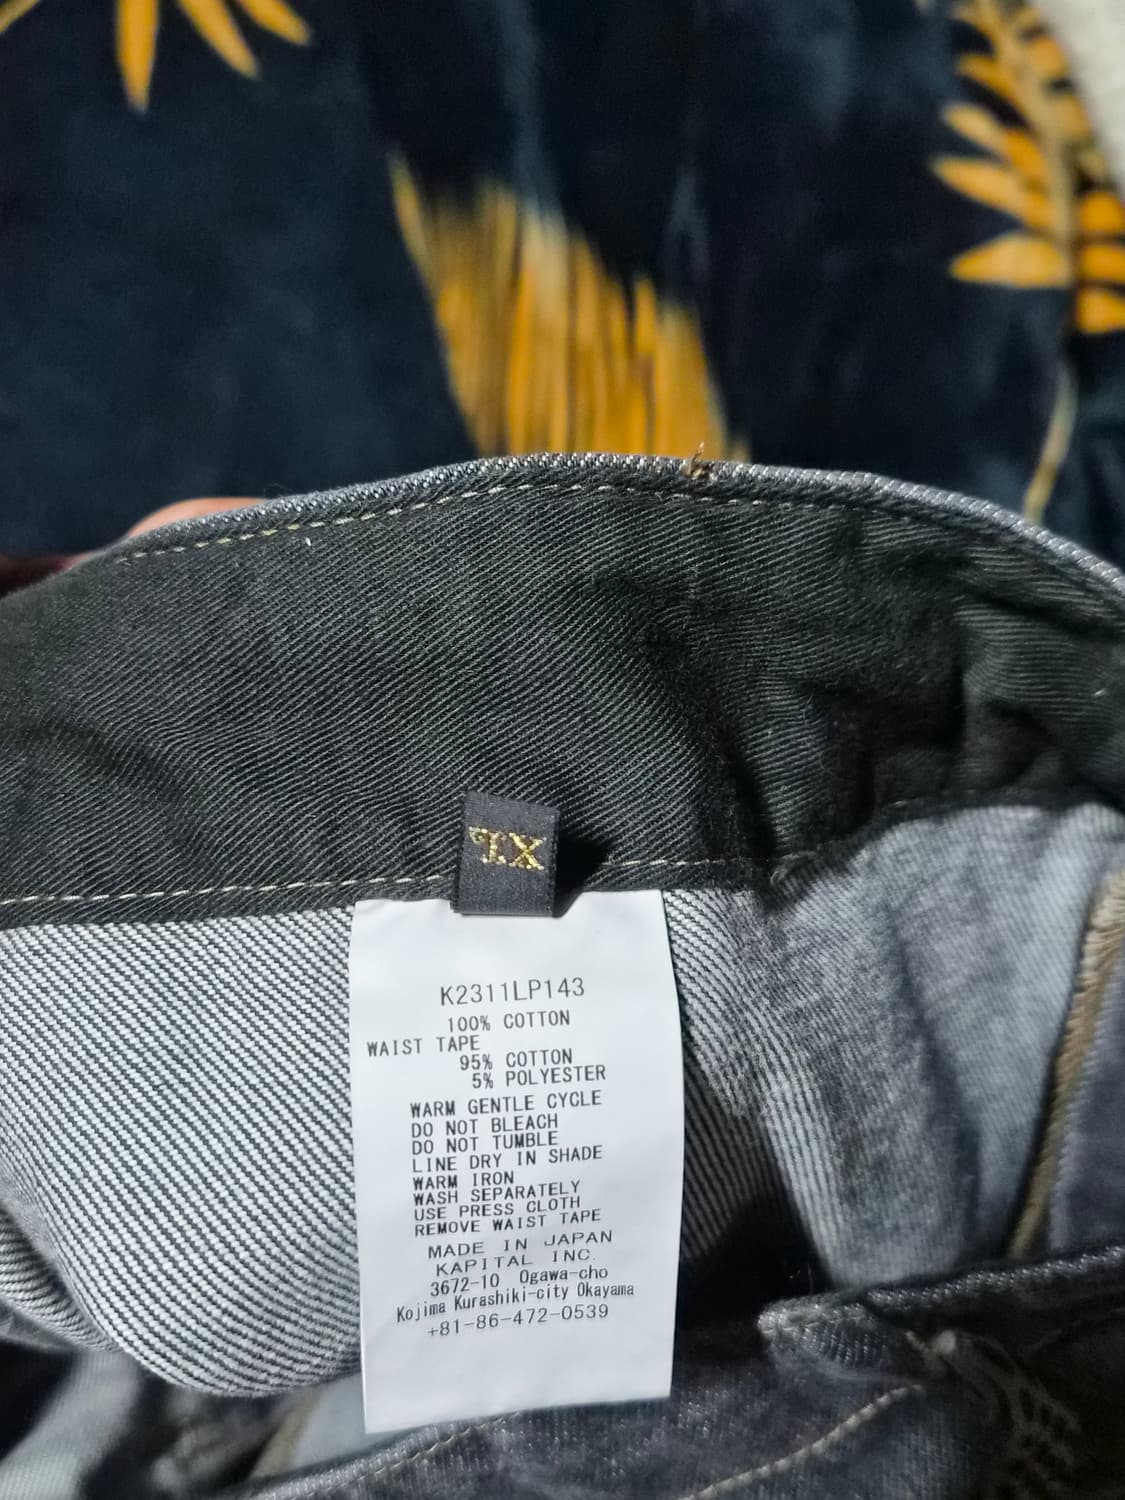 XL
K2311LP143
100% COTTON
WAIST TAPE
95% COTTON
5% POLYESTER
WARM GENTLE CYCLE
DO NOT BLEACH
DO NOT TUMBLE
LINE DRY IN SHADE
WARM IRON
WASH SEPARATELY
USE PRESS CLOTH
REMOVE WAIST TAPE
MADE IN JAPAN
KAPITAL INC.
3672-10 Ogawa-cho
Kojima Kurashiki-city Okayama
+81-86-472-0539